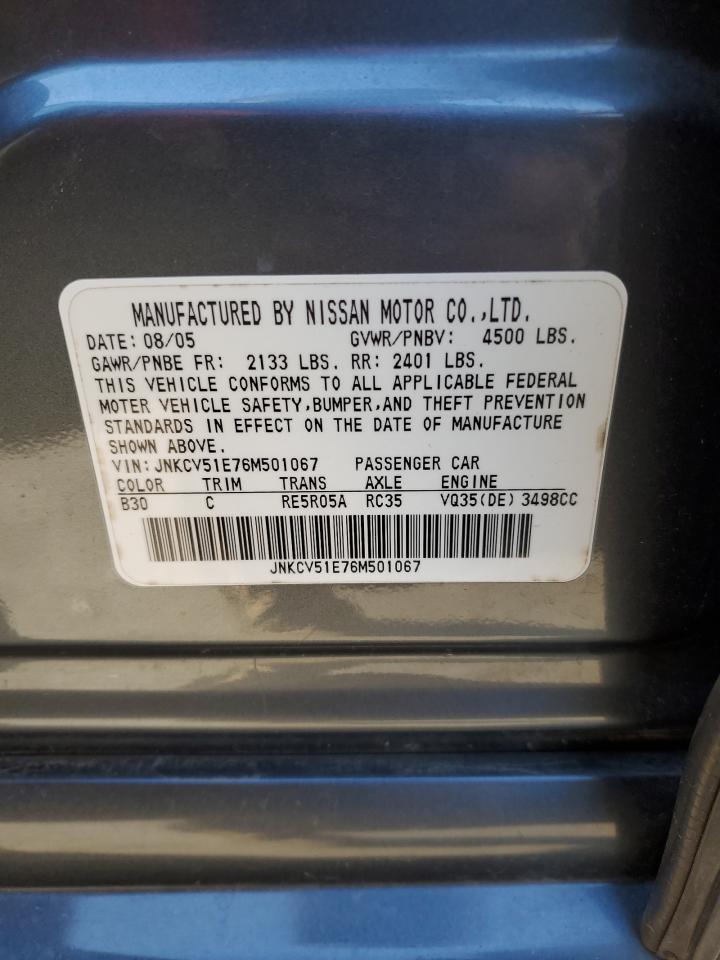 MANUFACTURED BY NISSAN MOTOR CO.,LTD.
DATE: 08/05 GVWR/PNBV: 4500 LBS.
GAWR/PNBE FR: 2133 LBS. RR: 2401 LBS.
THIS VEHICLE CONFORMS TO ALL APPLICABLE FEDERAL
MOTER VEHICLE SAFETY,BUMPER,AND THEFT PREVENTION
STANDARDS IN EFFECT ON THE DATE OF MANUFACTURE
SHOWN ABOVE.
VIN:JNKCV51E76M501067 PASSENGER CAR
COLOR TRIM TRANS AXLE ENGINE
B30 C RE5R05A RC35 VQ35(DE) 3498CC
JNKCV51E76M501067